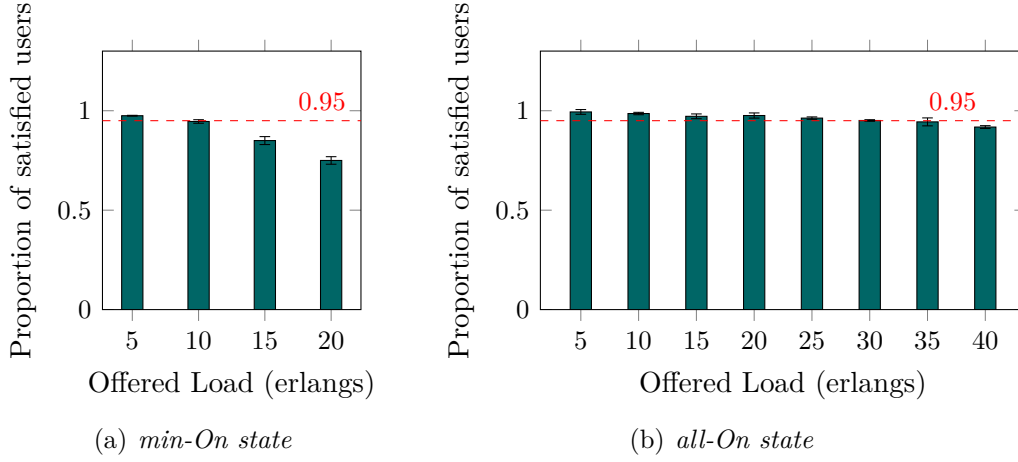 Proportion of satisfied users
1
0.5
0
0.95
5 10 15 20
Offered Load (erlangs)
(a) min-On state
Proportion of satisfied users
1
0.5
0
0.95
5 10 15 20 25 30 35 40
Offered Load (erlangs)
(b) all-On state